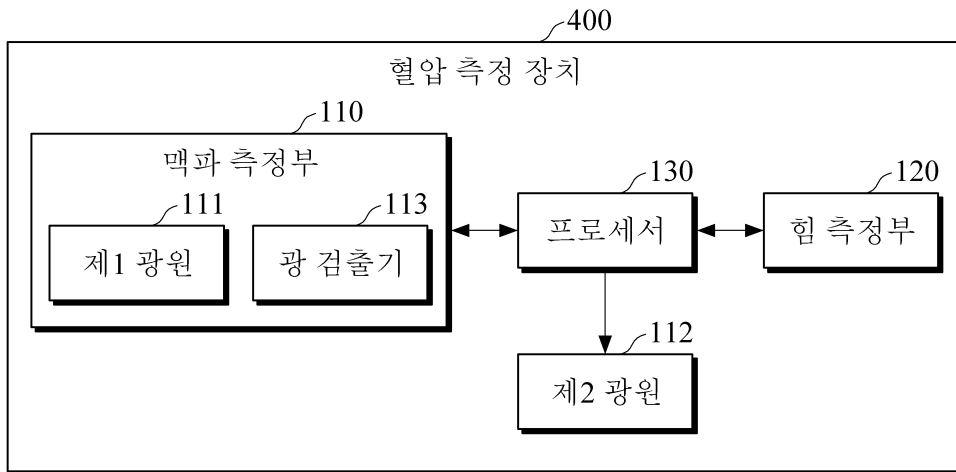 400
혈압 측정 장치
110
맥파 측정부
111
제1 광원
113
광 검출기
130
프로세서
120
힘 측정부
112
제2 광원